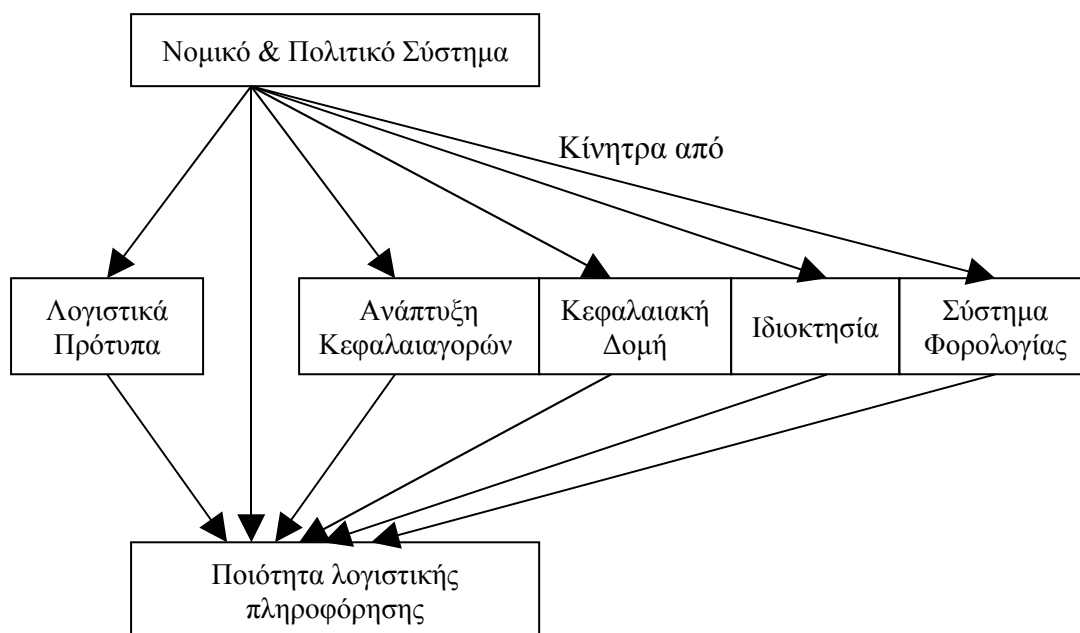 Νομικό & Πολιτικό Σύστημα
Κίνητρα από
Λογιστικά
Πρότυπα
Ανάπτυξη
Κεφαλαιαγορών
Κεφαλαιακή
Δομή
Ιδιοκτησία
Σύστημα
Φορολογίας
Ποιότητα λογιστικής
πληροφόρησης